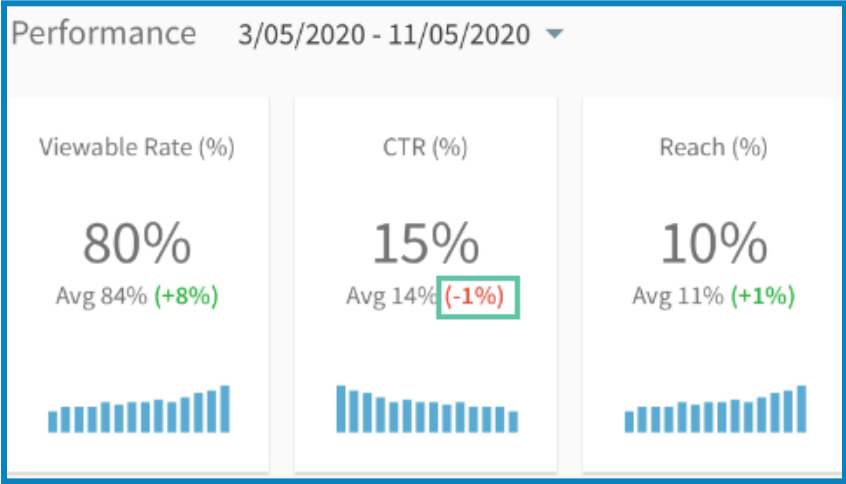 Performance 3/05/2020 - 11/05/2020
Viewable Rate (%)
80%
Avg 84% (+8%)
CTR (%)
15%
Avg 14% (-1%)
Reach (%)
10%
Avg 11% (+1%)